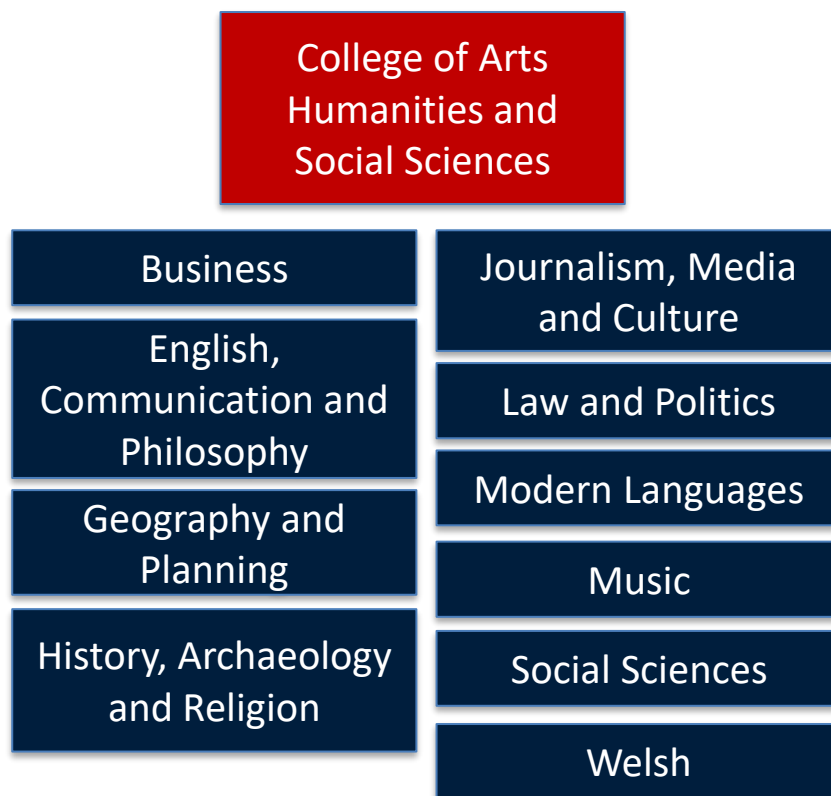 College of Arts
Humanities and
Social Sciences
Business
English,
Communication and
Philosophy
Geography and
Planning
History, Archaeology
and Religion
Journalism, Media
and Culture
Law and Politics
Modern Languages
Music
Social Sciences
Welsh